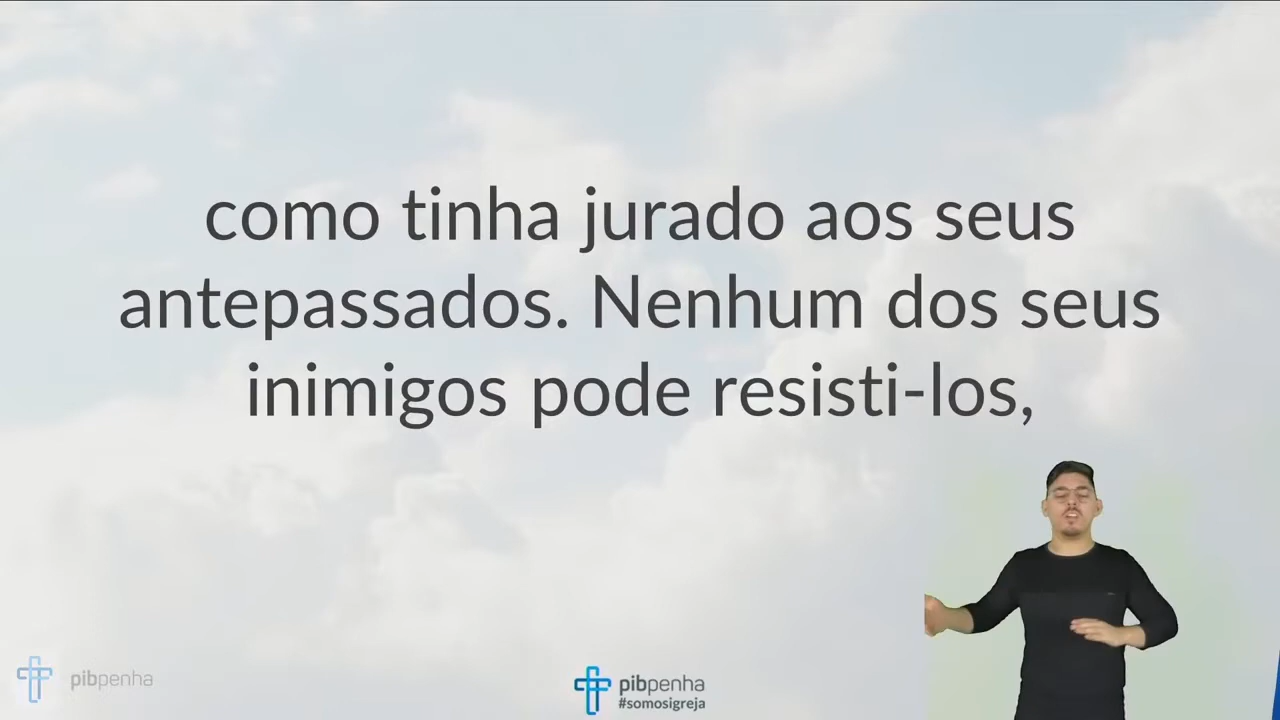 como tinha jurado aos seus
antepassados. Nenhum dos seus
inimigos pode resisti-los,
pibpenha
pibpenha
#somosigreja